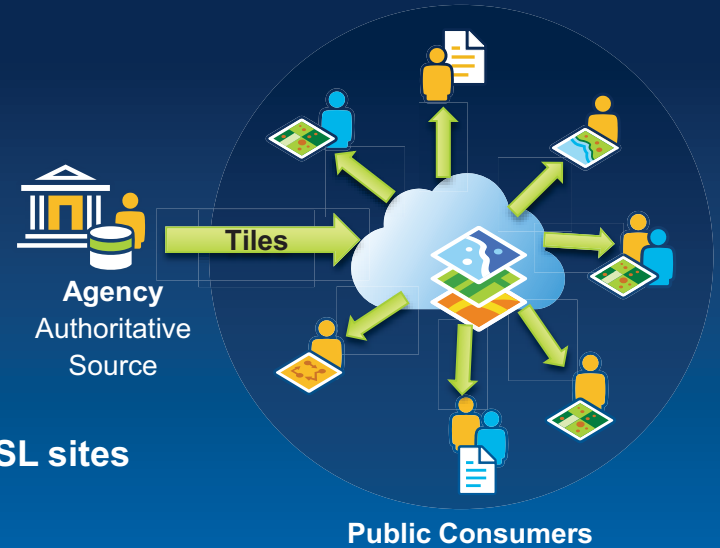 Tiles
Agency
Authoritative
Source
SL sites
Public Consumers